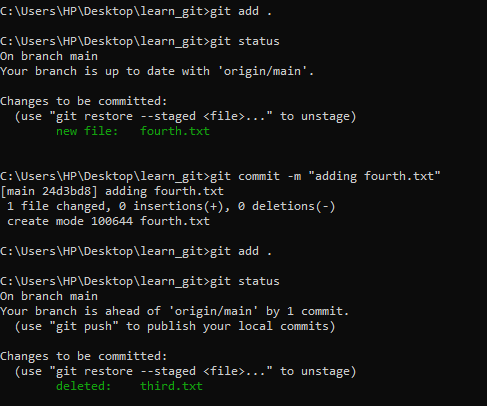 C:\Users\HP\Desktop\learn_git>git add .
C:\Users\HP\Desktop\learn_git>git status
On branch main
Your branch is up to date with 'origin/main'.
Changes to be committed:
  (use "git restore --staged <file>..." to unstage)
        new file:   fourth.txt
C:\Users\HP\Desktop\learn_git>git commit -m "adding fourth.txt"
[main 24d3bd8] adding fourth.txt
 1 file changed, 0 insertions(+), 0 deletions(-)
 create mode 100644 fourth.txt
C:\Users\HP\Desktop\learn_git>git add .
C:\Users\HP\Desktop\learn_git>git status
On branch main
Your branch is ahead of 'origin/main' by 1 commit.
  (use "git push" to publish your local commits)
Changes to be committed:
  (use "git restore --staged <file>..." to unstage)
        deleted:    third.txt